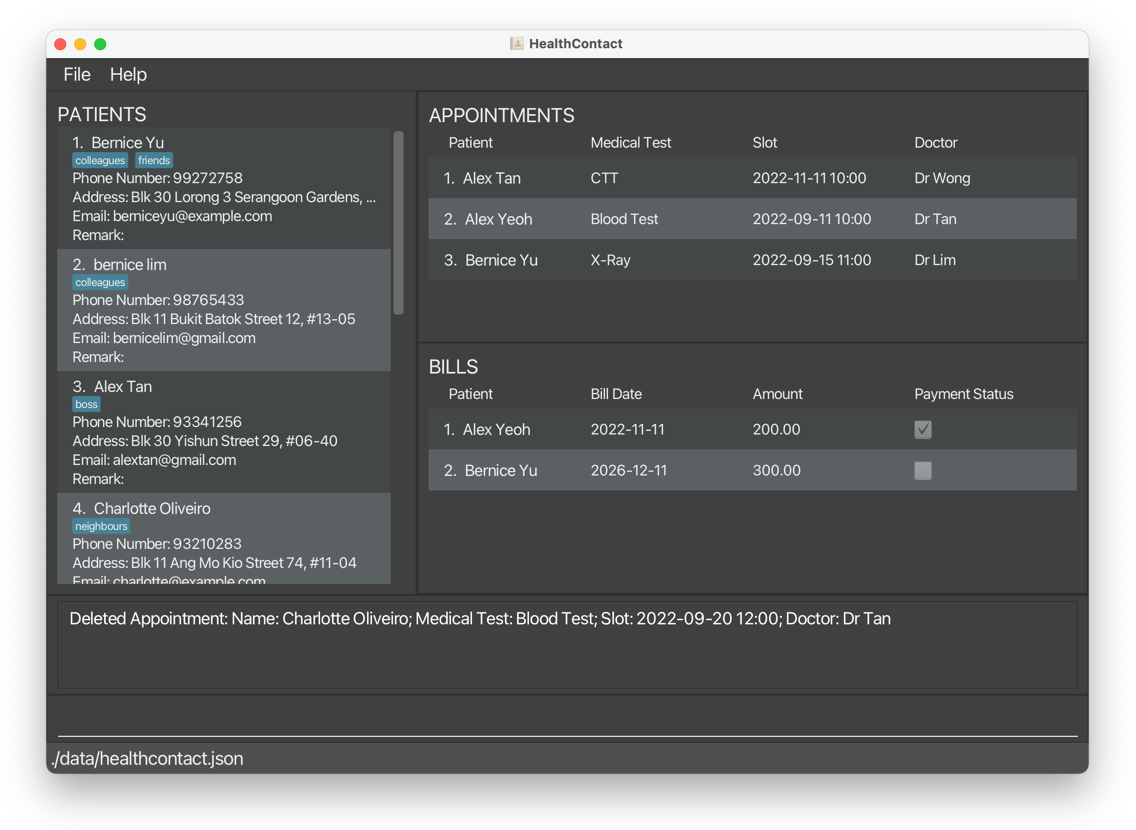 HealthContact
File Help
PATIENTS
1. Bernice Yu
colleagues friends
Phone Number: 99272758
Address: Blk 30 Lorong 3 Serangoon Gardens, ...
Email: berniceyu@example.com
Remark:
2. bernice lim
colleagues
Phone Number: 98765433
Address: Blk 11 Bukit Batok Street 12, #13-05
Email: bernicelim@gmail.com
Remark:
3. Alex Tan
boss
Phone Number: 93341256
Address: Blk 30 Yishun Street 29, #06-40
Email: alextan@gmail.com
Remark:
4. Charlotte Oliveiro
neighbours
Phone Number: 93210283
Address: Blk 11 Ang Mo Kio Street 74, #11-04
Email: charlotte@example.com
APPOINTMENTS
Patient Medical Test Slot Doctor
1. Alex Tan CTT 2022-11-11 10:00 Dr Wong
2. Alex Yeoh Blood Test 2022-09-11 10:00 Dr Tan
3. Bernice Yu X-Ray 2022-09-15 11:00 Dr Lim
BILLS
Patient Bill Date Amount Payment Status
1. Alex Yeoh 2022-11-11 200.00
2. Bernice Yu 2026-12-11 300.00
Deleted Appointment: Name: Charlotte Oliveiro; Medical Test: Blood Test; Slot: 2022-09-20 12:00; Doctor: Dr Tan
./data/healthcontact.json